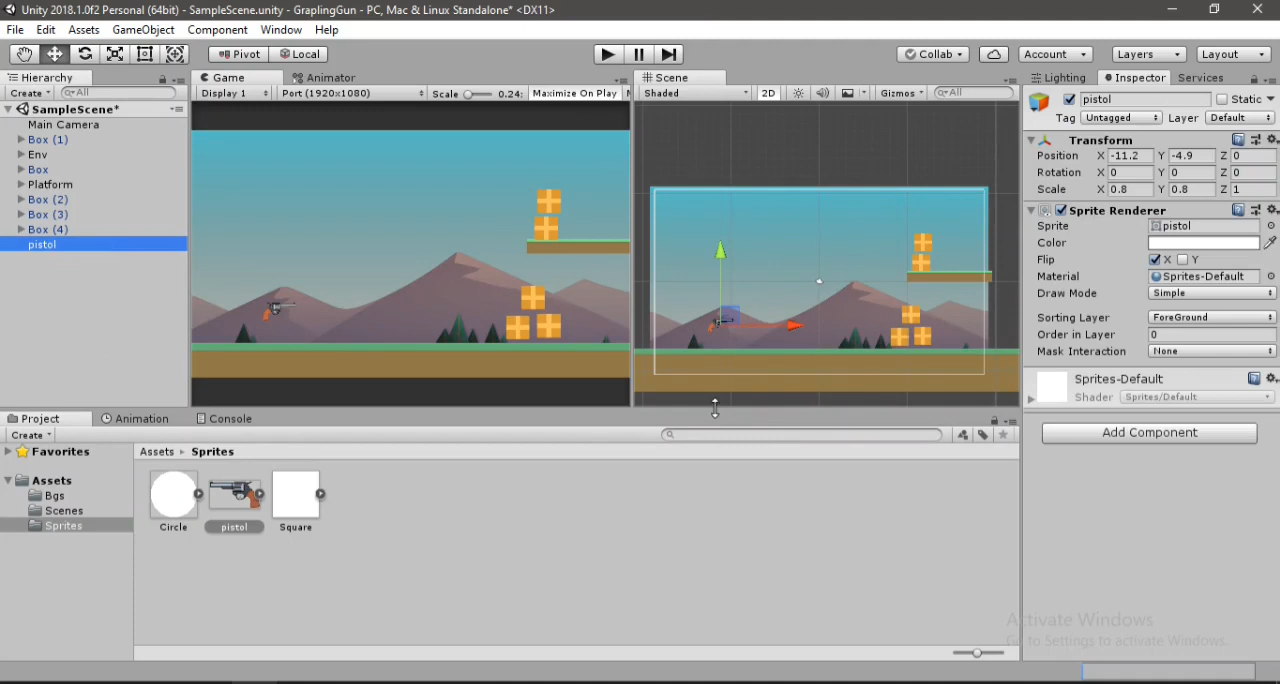 Unity 2018.1.0f2 Personal (64bit) - SampleScene.unity - GraplingGun - PC, Mac & Linux Standalone* <DX11>
File Edit Assets GameObject Component Window Help
Pivot Local Collab Account Layers Layout
Hierarchy
Create All
SampleScene*
Main Camera
Box (1)
Env
Box
Platform
Box (2)
Box (3)
Box (4)
pistol
Game Animator
Display 1 Port (1920x1080) Scale 0.24: Maximize On Play
Scene
Shaded 2D Gizmos All
Lighting Inspector Services
pistol Static
Tag Untagged Layer Default
Transform
Position X -11.2 Y -4.9 Z 0
Rotation X 0 Y 0 Z 0
Scale X 0.8 Y 0.8 Z 1
Sprite Renderer
Sprite pistol
Color
Flip X Y
Material Sprites-Default
Draw Mode Simple
Sorting Layer ForeGround
Order in Layer 0
Mask Interaction None
Sprites-Default
Shader Sprites/Default
Add Component
Project Animation Console
Create
Favorites
Assets
Bgs
Scenes
Sprites
Assets Sprites
Circle pistol Square
Activate Windows
Go to Settings to activate Windows.